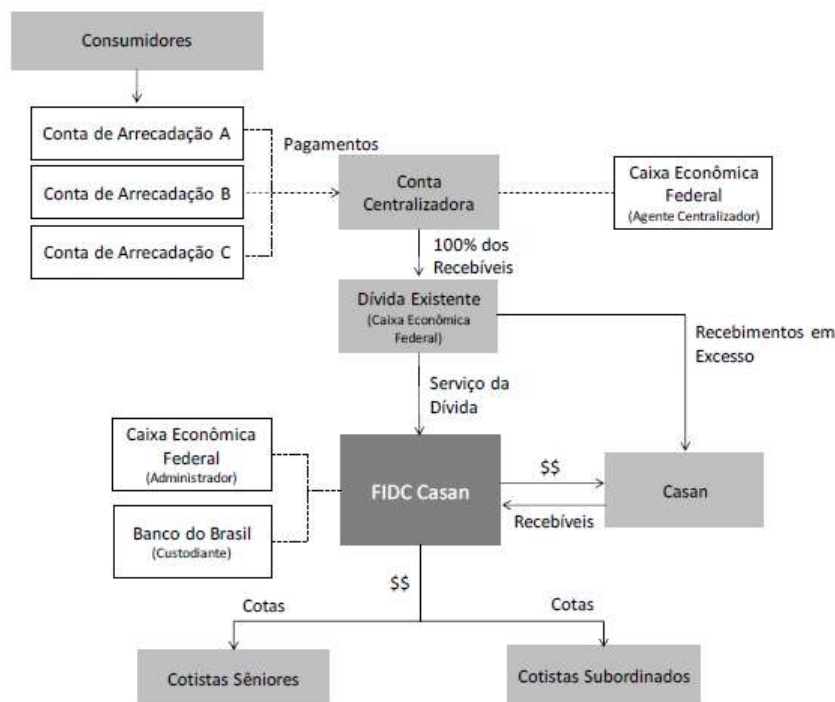 Consumidores
Conta de Arrecadação A
Pagamentos
Conta de Arrecadação B
Conta
Centralizadora
Caixa Econômica
Federal
(Agente Centralizador)
Conta de Arrecadação C
100% dos
Recebíveis
Dívida Existente
(Caixa Econômica
Federal)
Recebimentos em
Excesso
Serviço da
Dívida
Caixa Econômica
Federal
(Administrador)
FIDC Casan
$$
Casan
Recebíveis
Banco do Brasil
(Custodiante)
$$
Cotas
Cotas
Cotistas Sêniores
Cotistas Subordinados